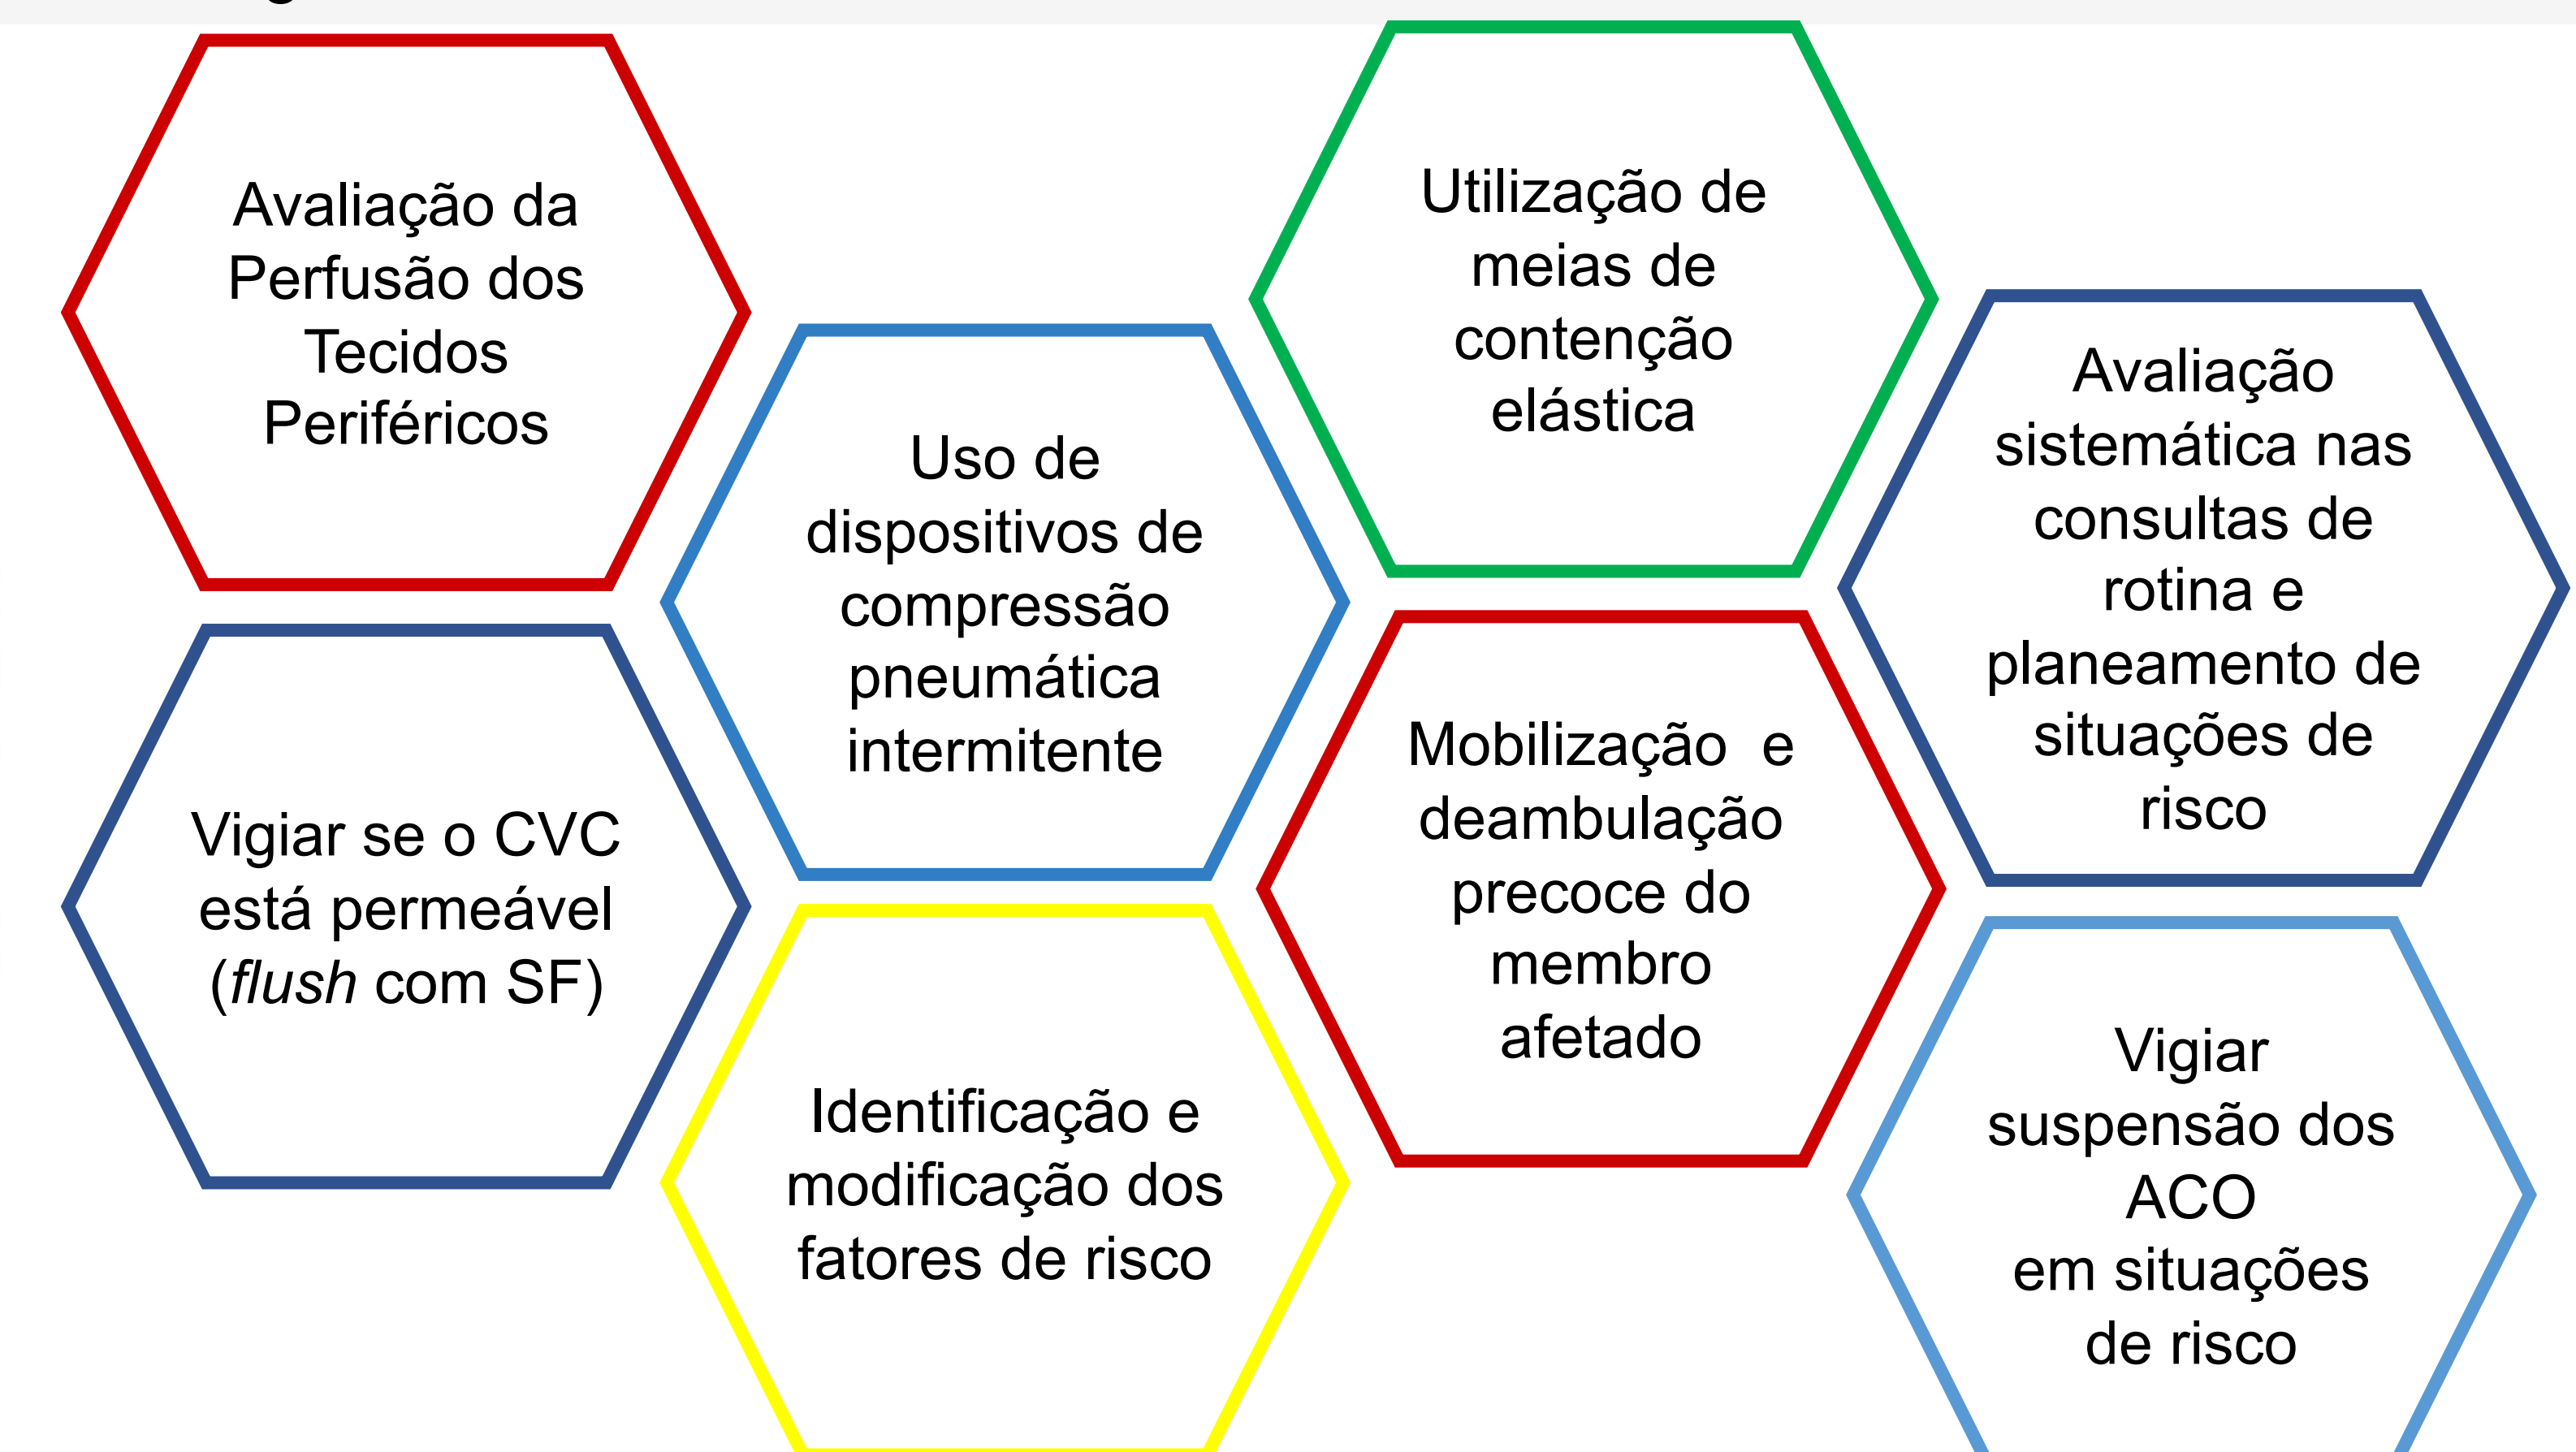 Avaliação da
Perfusão dos
Tecidos
Periféricos
Vigiar se o CVC
está permeável
(flush com SF)
Uso de
dispositivos de
compressão
pneumática
intermitente
Identificação e
modificação dos
fatores de risco
Utilização de
meias de
contenção
elástica
Mobilização  e
deambulação
precoce do
membro
afetado
Avaliação
sistemática nas
consultas de
rotina e
planeamento de
situações de
risco
Vigiar
suspensão dos
ACO
em situações
de risco